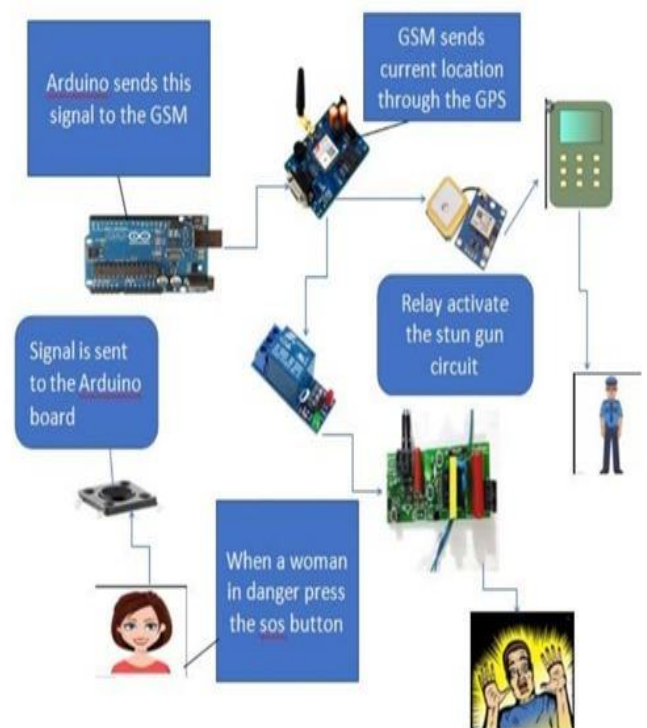 Arduino sends this
signal to the GSM
GSM sends
current location
through the GPS
Relay activate
the stun gun
circuit
Signal is sent
to the Arduino
board
When a woman
in danger press
the sos button